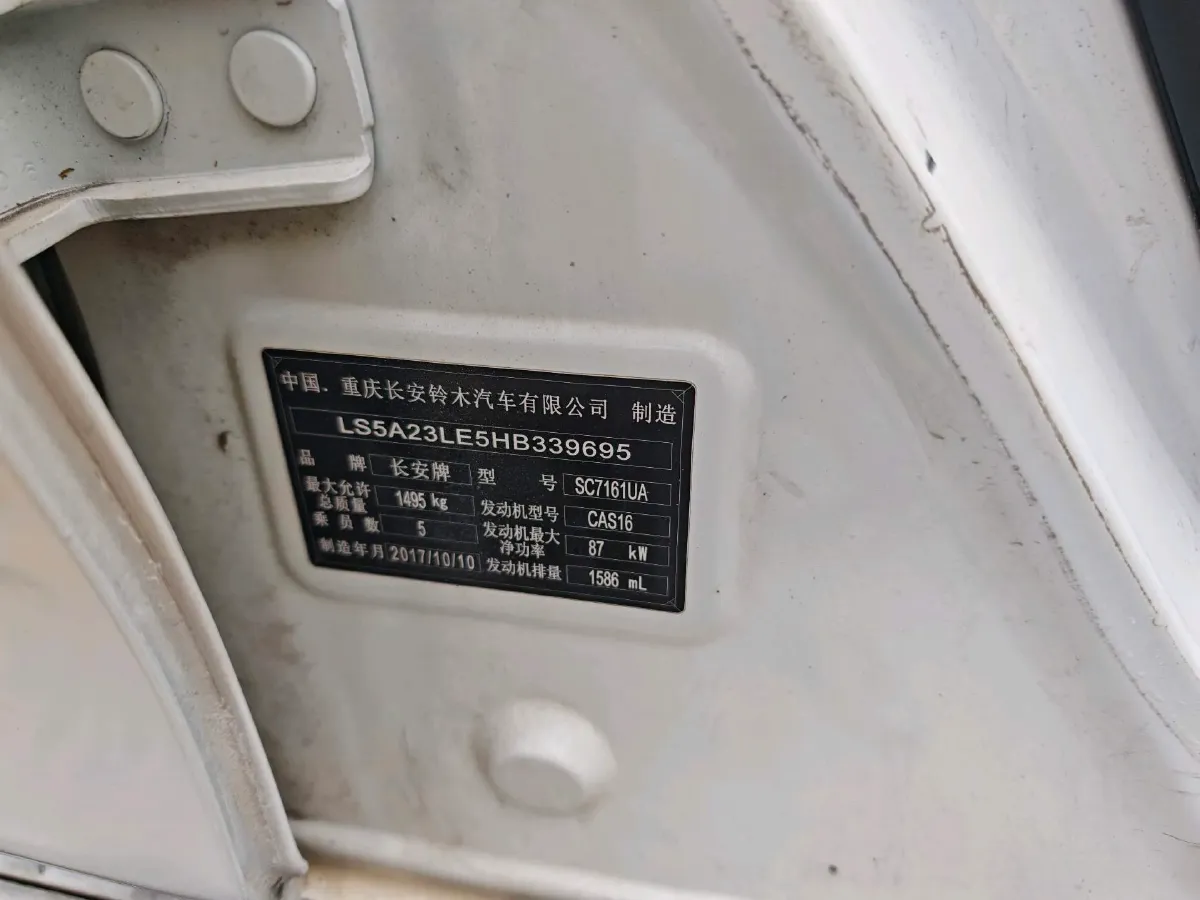 中国．重庆长安铃木汽车有限公司 制造
LS5A23LE5HB339695
品 牌 长安牌 型 号 SC7161UA
最大允许总质量 1495 kg 发动机型号 CAS16
乘员数 5 发动机最大净功率 87 kW
制造年月 2017/10/10 发动机排量 1586 mL